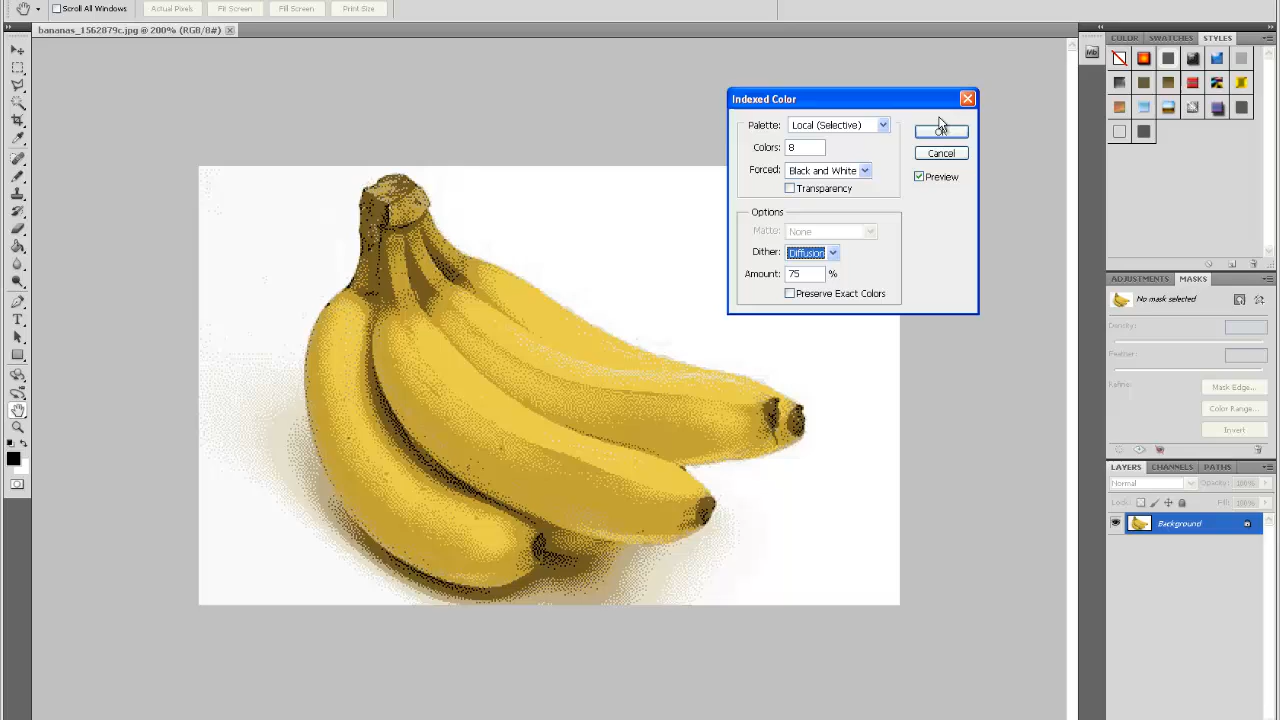 Scroll All Windows Actual Pixels Fit Screen Fill Screen Print Size
bananas_1562879c.jpg @ 200% (RGB/8#)
COLOR SWATCHES STYLES
Mb
Indexed Color
Palette: Local (Selective)
Colors: 8
Forced: Black and White
Transparency
Cancel
Preview
Options
Matte: None
Dither: Diffusion
Amount: 75 %
Preserve Exact Colors
ADJUSTMENTS MASKS
No mask selected
Density:
Feather:
Refine: Mask Edge...
Color Range...
Invert
LAYERS CHANNELS PATHS
Normal Opacity: 100%
Lock: Fill: 100%
Background